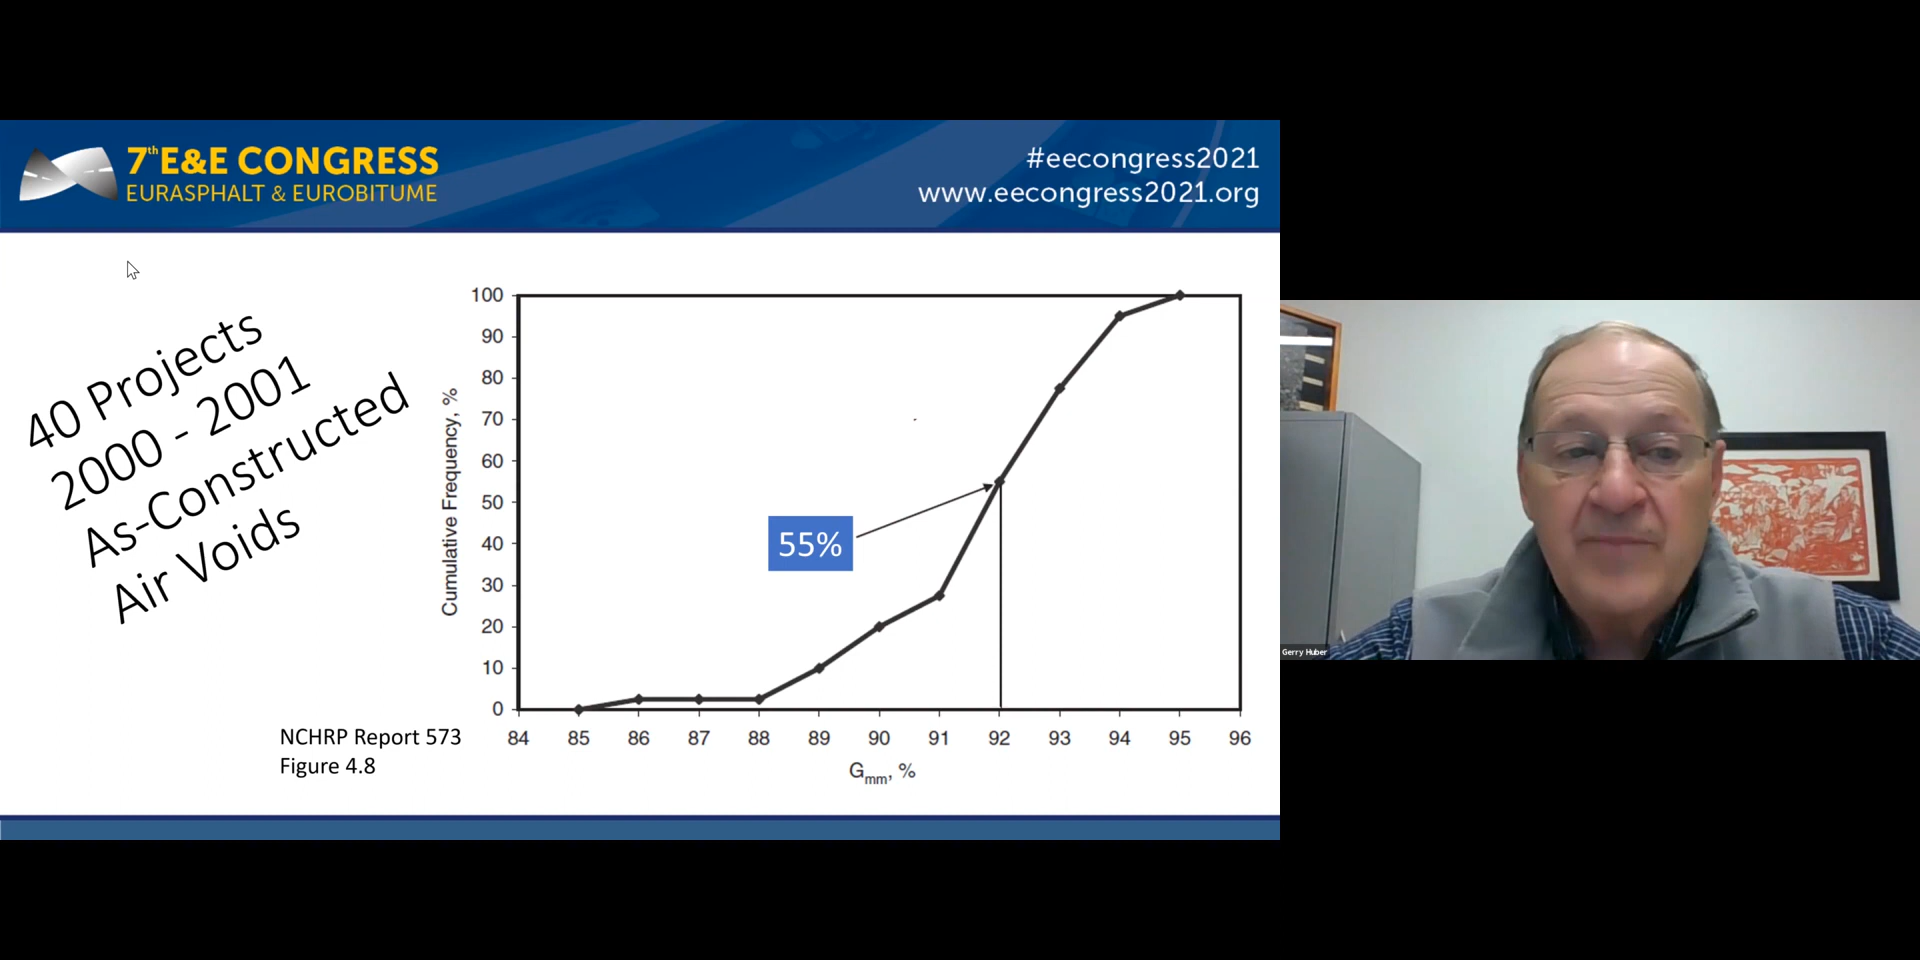 7th E&E CONGRESS
EURASPHALT & EUROBITUME
#eecongress2021
www.eecongress2021.org
40 Projects
2000 - 2001
As-Constructed
Air Voids
NCHRP Report 573
Figure 4.8
Cumulative Frequency, %
100
90
80
70
60
50
40
30
20
10
0
55%
84 85 86 87 88 89 90 91 92 93 94 95 96
Gmm, %
Gerry Huber